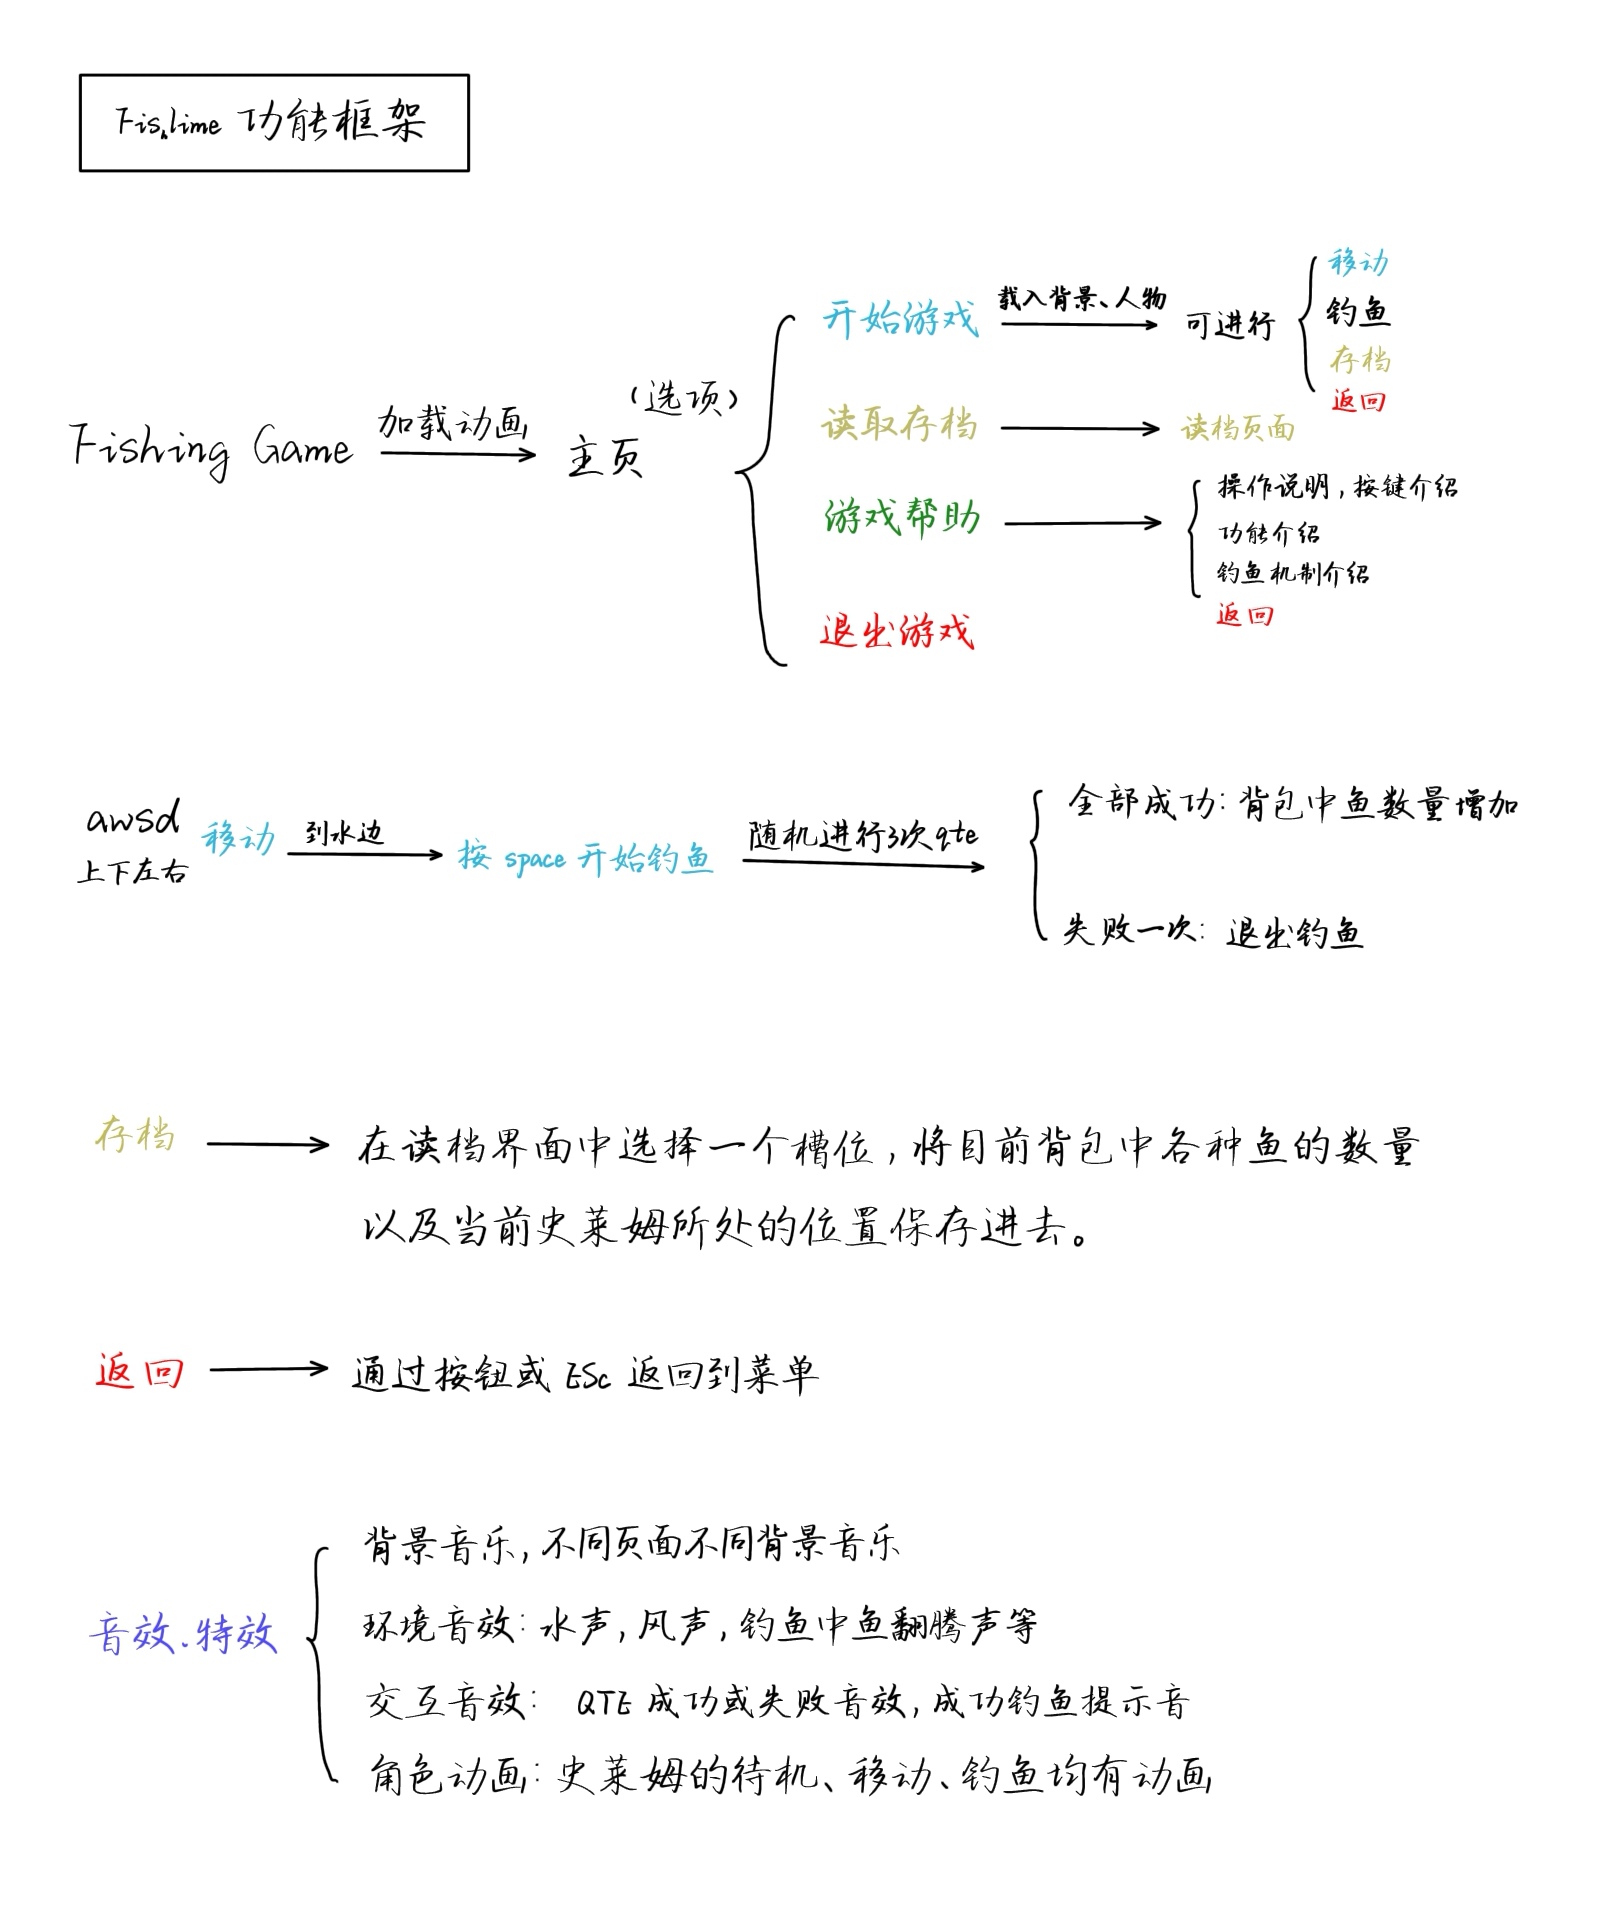 Fishlime 功能框架
移动
开始游戏 载入背景、人物 可进行 钓鱼
存档
返回
(选项)
Fishing Game 加载动画 主页
读取存档 读档页面
游戏帮助 操作说明,按键介绍
功能介绍
钓鱼机制介绍
返回
退出游戏
awsd
上下左右
移动 到水边 按 space 开始钓鱼 随机进行3次qte
全部成功: 背包中鱼数量增加
失败一次: 退出钓鱼
存档 在读档界面中选择一个槽位,将目前背包中各种鱼的数量
以及当前史莱姆所处的位置保存进去。
返回 通过按钮或 ESc 返回到菜单
音效.特效
背景音乐,不同页面不同背景音乐
环境音效: 水声,风声,钓鱼中鱼翻腾声等
交互音效: QTE 成功或失败音效,成功钓鱼提示音
角色动画: 史莱姆的待机、移动、钓鱼均有动画